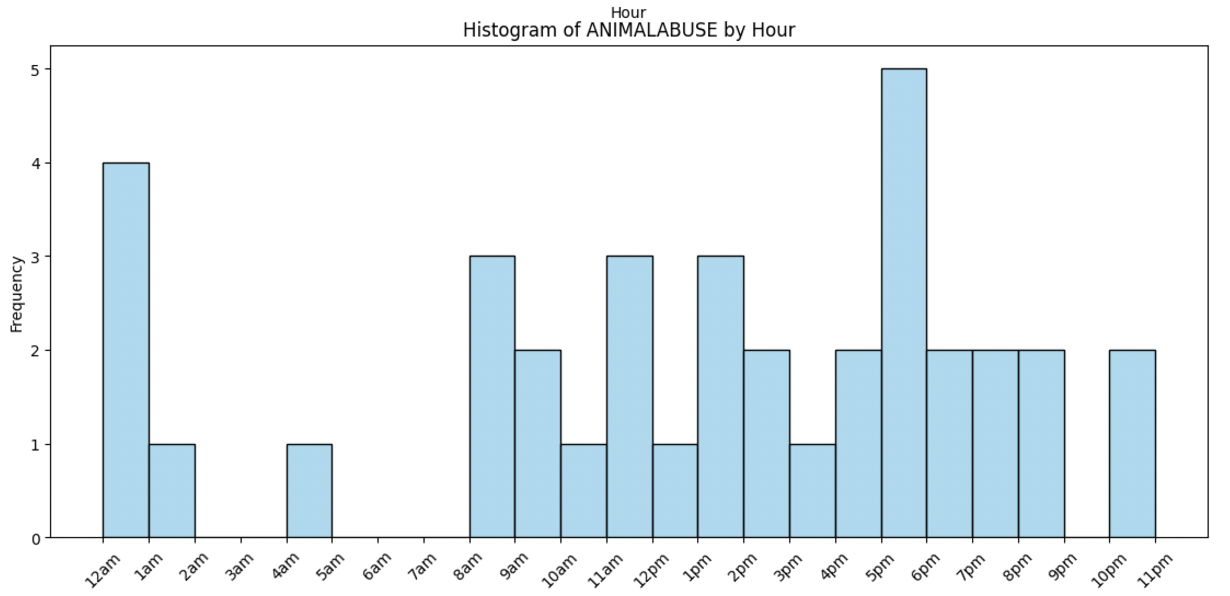 Hour
Histogram of ANIMALABUSE by Hour
Frequency
5
4
3
2
1
0
12am
1am
2am
3am
4am
5am
6am
7am
8am
9am
10am
11am
12pm
1pm
2pm
3pm
4pm
5pm
6pm
7pm
8pm
9pm
10pm
11pm